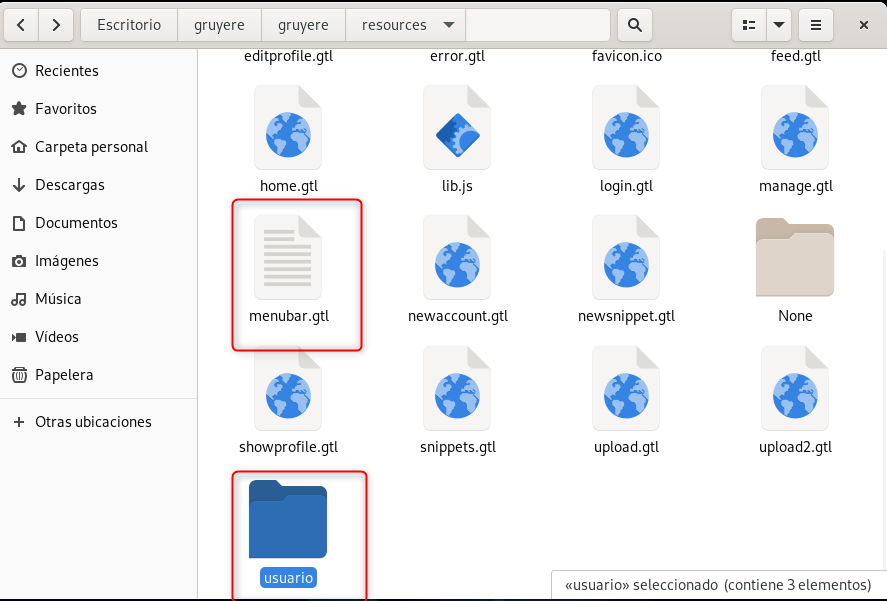 Escritorio
gruyere
gruyere
resources
Recientes
Favoritos
Carpeta personal
Descargas
Documentos
Imágenes
Música
Vídeos
Papelera
Otras ubicaciones
editprofile.gtl
error.gtl
favicon.ico
feed.gtl
home.gtl
lib.js
login.gtl
manage.gtl
menubar.gtl
newaccount.gtl
newsnippet.gtl
None
showprofile.gtl
snippets.gtl
upload.gtl
upload2.gtl
usuario
«usuario» seleccionado (contiene 3 elementos)